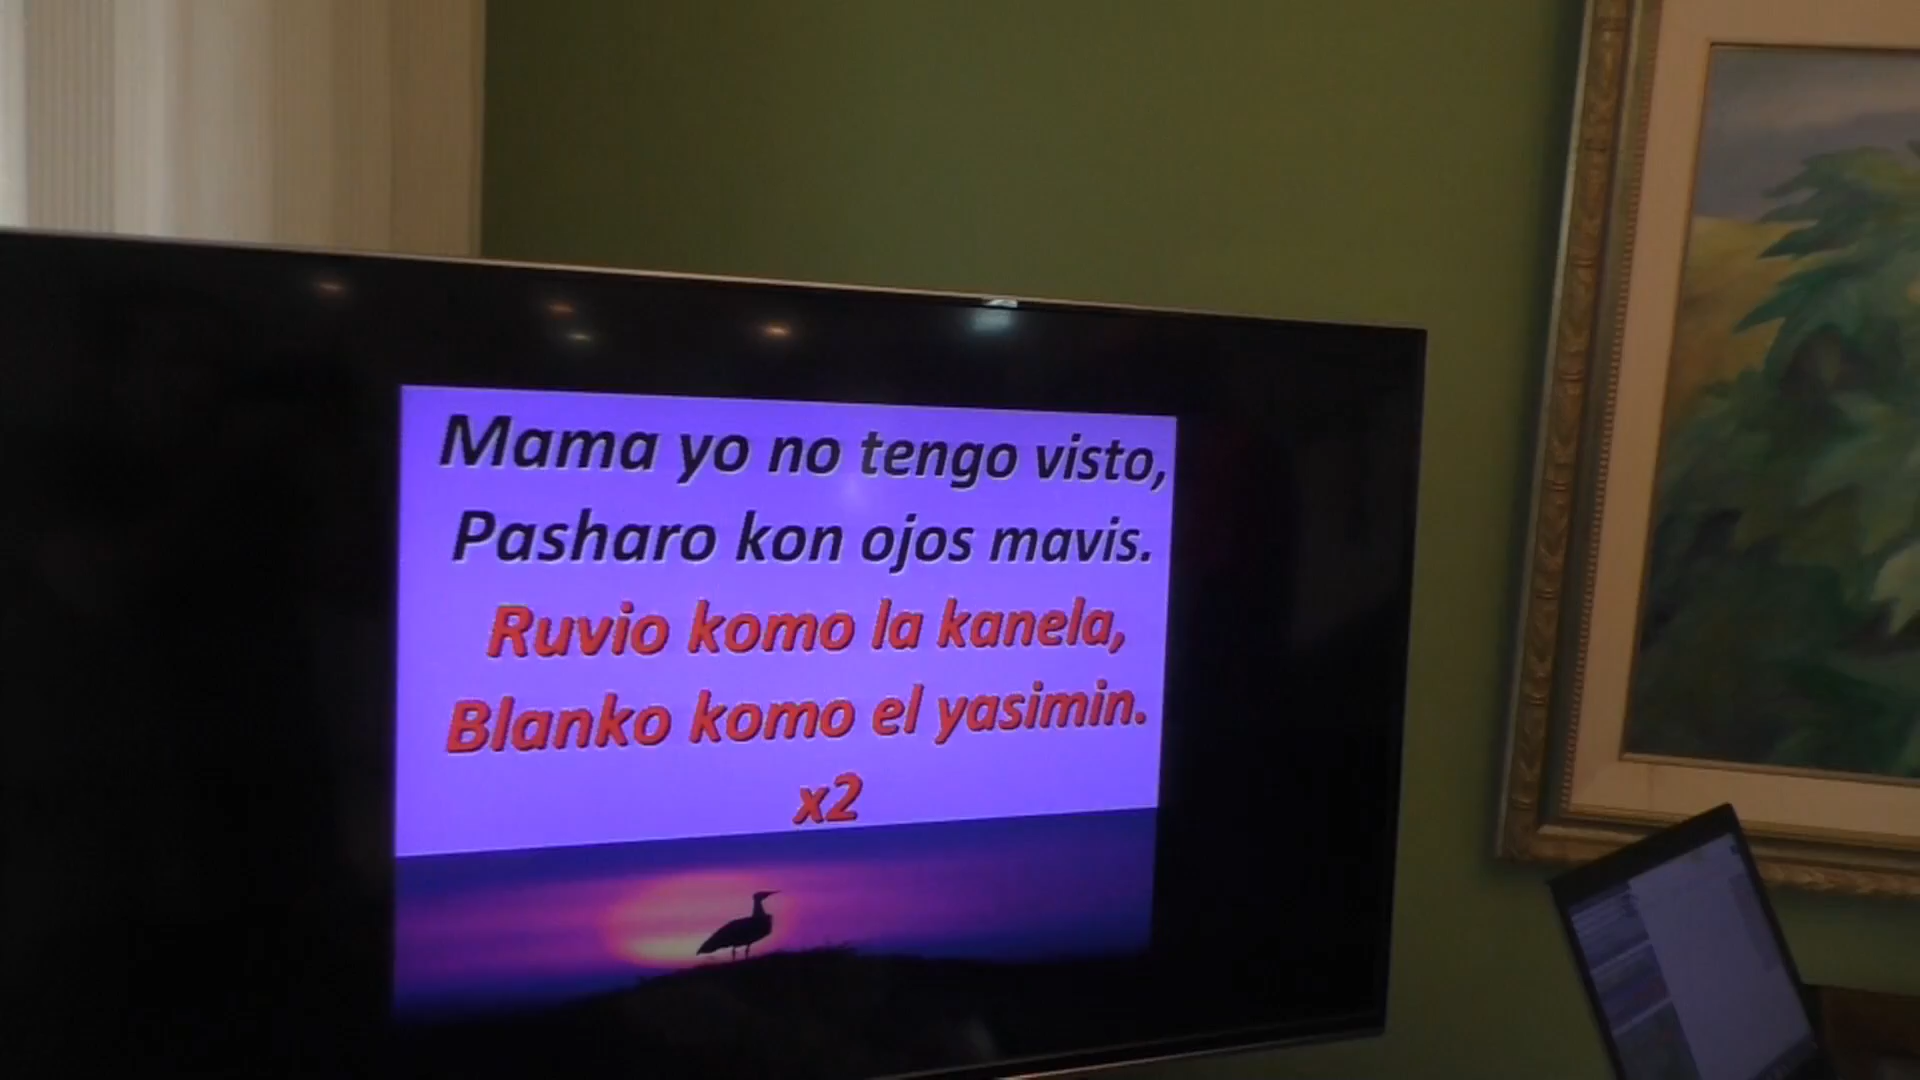 Mama yo no tengo visto,
Pasharo kon ojos mavis.
Ruvio komo la kanela,
Blanko komo el yasimin.
x2